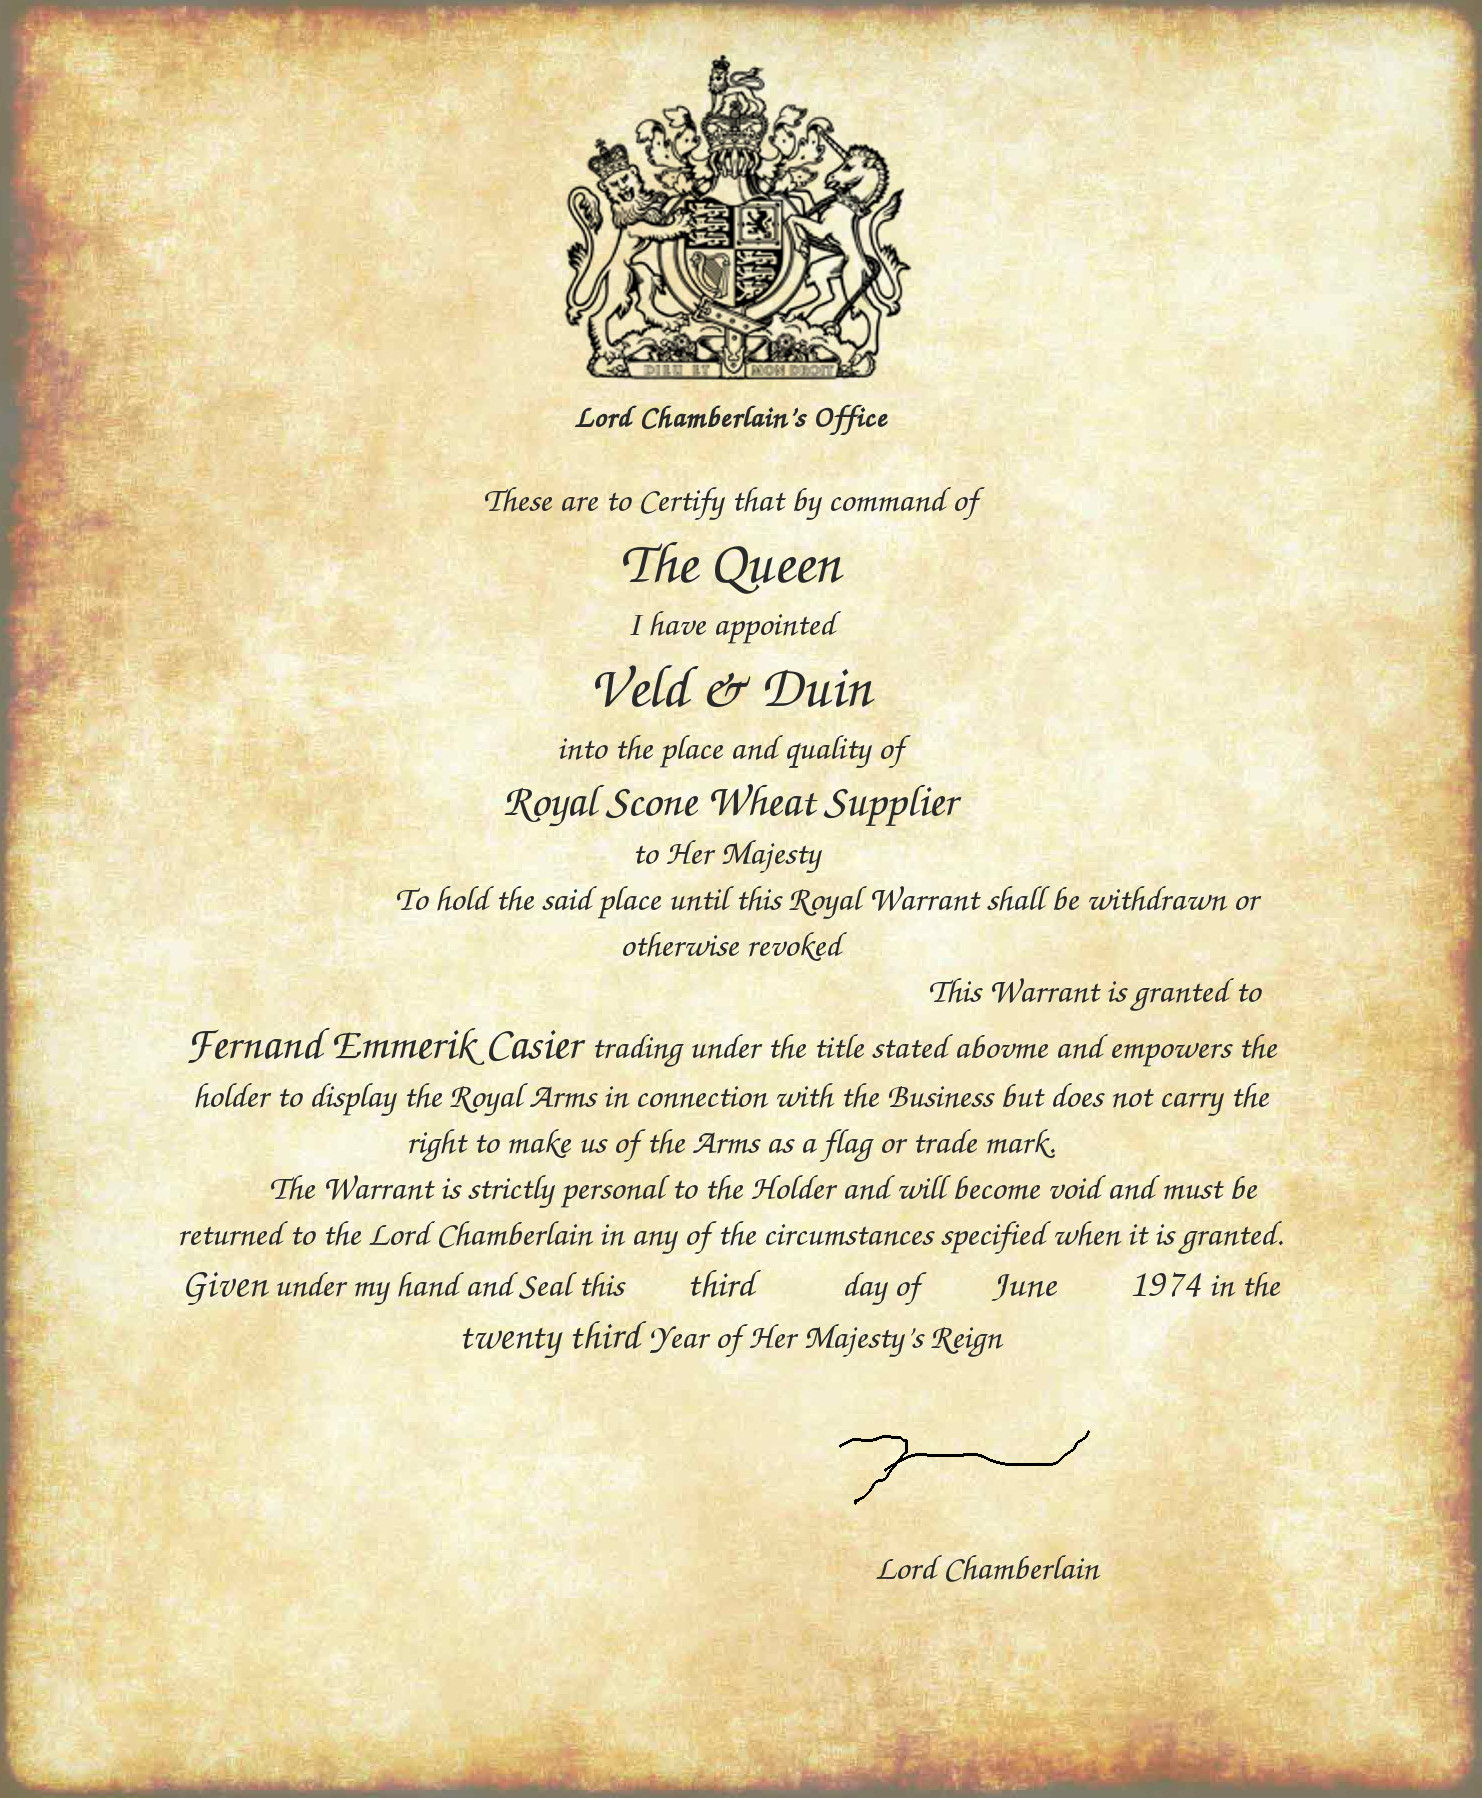 DIEU ET MON DROIT
Lord Chamberlain's Office
These are to Certify that by command of
The Queen
I have appointed
Veld & Duin
into the place and quality of
Royal Scone Wheat Supplier
to Her Majesty
To hold the said place until this Royal Warrant shall be withdrawn or
otherwise revoked
This Warrant is granted to
Fernand Emmerik Casier trading under the title stated abovme and empowers the
holder to display the Royal Arms in connection with the Business but does not carry the
right to make us of the Arms as a flag or trade mark.
The Warrant is strictly personal to the Holder and will become void and must be
returned to the Lord Chamberlain in any of the circumstances specified when it is granted.
Given under my hand and Seal this third day of June 1974 in the
twenty third Year of Her Majesty's Reign
Lord Chamberlain